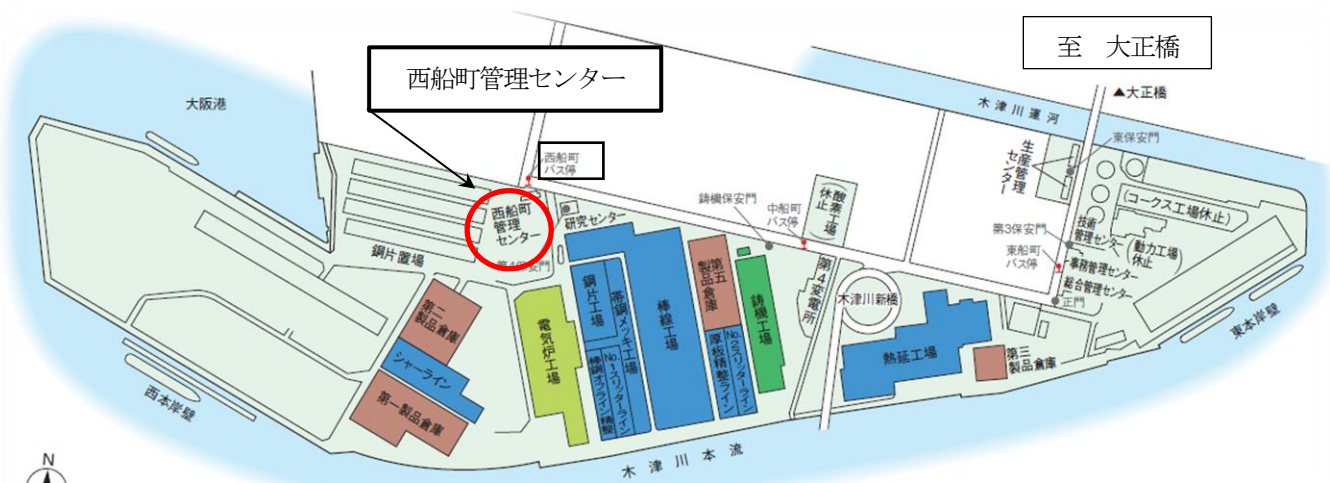 至 大正橋
西船町管理センター
大阪港
▲大正橋
木津川運河
東保安門
生産管理
センター
西船町
バス停
西船町
管理
センター
研究センター
第4保安門
鋼片置場
鋳機保安門
中船町
バス停
酸素工場
(休止)
(コークス工場休止)
技術
管理センター
第3保安門
(動力工場
休止)
東船町
バス停
事務管理センター
総合管理センター
正門
第二
製品倉庫
シャーライン
第一製品倉庫
電気炉工場
鋼片工場
帯鋼メッキ工場
棒鋼オフライン精整
No.1スリッターライン
棒線工場
第五
製品倉庫
厚板精整ライン
No.2スリッターライン
鋳機工場
第4変電所
木津川新橋
熱延工場
第三
製品倉庫
東本岸壁
西本岸壁
木津川本流
N